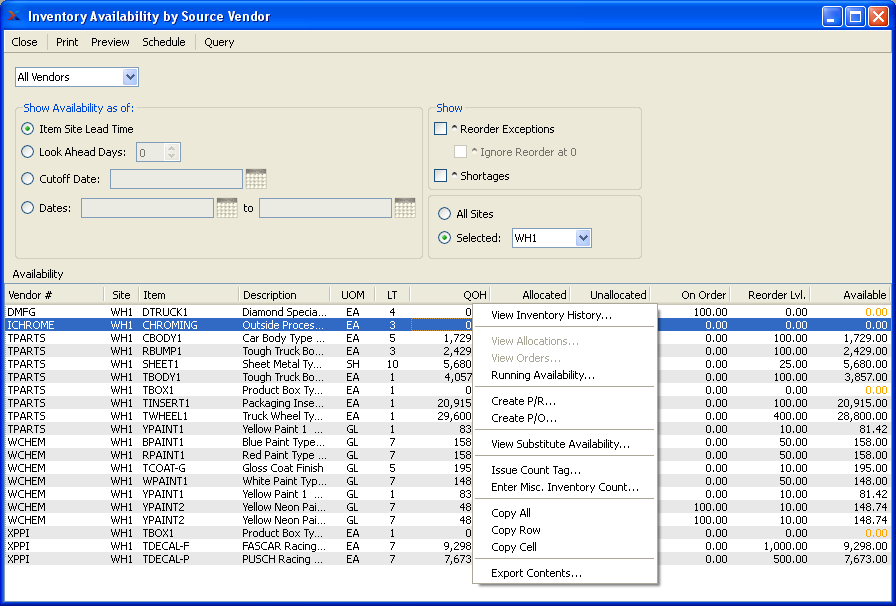 Inventory Availability by Source Vendor
Close Print Preview Schedule Query
All Vendors
Show Availability as of:
Item Site Lead Time
Look Ahead Days: 0
Cutoff Date:
Dates: to
Show
^ Reorder Exceptions
^ Ignore Reorder at 0
^ Shortages
All Sites
Selected: WH1
Availability
Vendor # Site Item Description UOM LT QOH Allocated Unallocated On Order Reorder Lvl. Available
DMFG WH1 DTRUCK1 Diamond Specia... EA 4 0 100.00 0.00 0.00
ICHROME WH1 CHROMING Outside Proces... EA 3 0 0.00 0.00 0.00
TPARTS WH1 CBODY1 Car Body Type ... EA 5 1,729 0.00 100.00 1,729.00
TPARTS WH1 RBUMP1 Tough Truck Bo... EA 3 2,429 0.00 100.00 2,429.00
TPARTS WH1 SHEET1 Sheet Metal Ty... SH 10 5,680 0.00 25.00 5,680.00
TPARTS WH1 TBODY1 Tough Truck Bo... EA 1 4,057 0.00 100.00 3,857.00
TPARTS WH1 TBOX1 Product Box Ty... EA 1 0 0.00 0.00 0.00
TPARTS WH1 TINSERT1 Packaging Inse... EA 1 20,915 0.00 100.00 20,915.00
TPARTS WH1 TWHEEL1 Truck Wheel Ty... EA 1 29,600 0.00 400.00 28,800.00
TPARTS WH1 YPAINT1 Yellow Paint 1 ... GL 1 83 0.00 10.00 81.42
WCHEM WH1 BPAINT1 Blue Paint Type... GL 7 158 0.00 50.00 158.00
WCHEM WH1 RPAINT1 Red Paint Type ... GL 7 158 0.00 50.00 158.00
WCHEM WH1 TCOAT-G Gloss Coat Finish GL 5 195 0.00 10.00 195.00
WCHEM WH1 WPAINT1 White Paint Typ... GL 7 148 0.00 50.00 148.00
WCHEM WH1 YPAINT1 Yellow Paint 1 ... GL 1 83 0.00 10.00 81.42
WCHEM WH1 YPAINT2 Yellow Neon Pai... GL 7 48 100.00 10.00 148.74
WCHEM WH1 YPAINT2 Yellow Neon Pai... GL 7 48 100.00 10.00 148.74
XPPI WH1 TBOX1 Product Box Ty... EA 1 0 0.00 0.00 0.00
XPPI WH1 TDECAL-F FASCAR Racing... EA 7 9,298 0.00 1,000.00 9,298.00
XPPI WH1 TDECAL-P PUSCH Racing ... EA 7 7,673 0.00 500.00 7,673.00
View Inventory History...
View Allocations...
View Orders...
Running Availability...
Create P/R...
Create P/O...
View Substitute Availability...
Issue Count Tag...
Enter Misc. Inventory Count...
Copy All
Copy Row
Copy Cell
Export Contents...